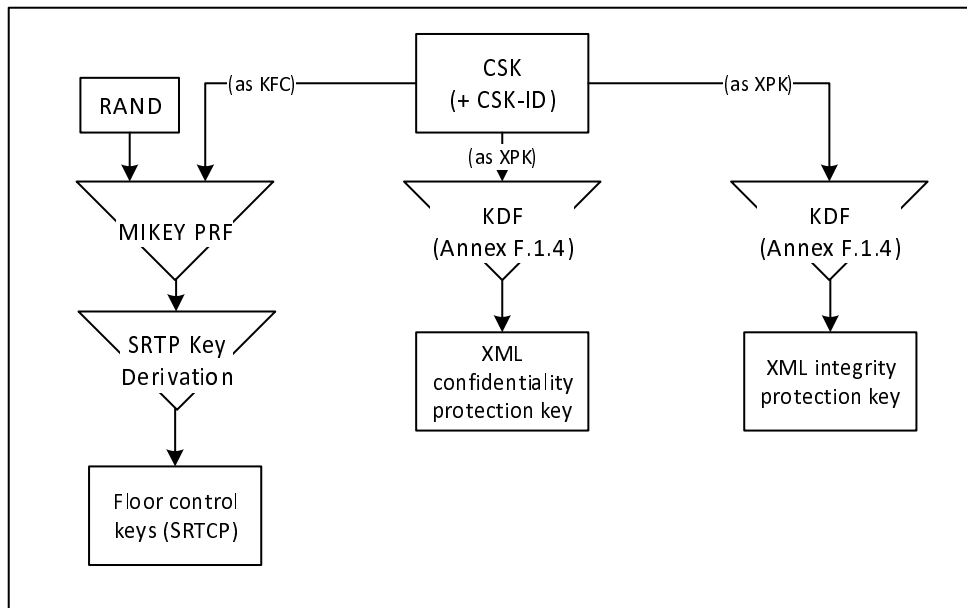 CSK
(+ CSK-ID)
(as KFC)
(as XPK)
RAND
(as XPK)
MIKEY PRF
KDF
(Annex F.1.4)
KDF
(Annex F.1.4)
SRTP Key
Derivation
XML
confidentiality
protection key
XML integrity
protection key
Floor control
keys (SRTCP)